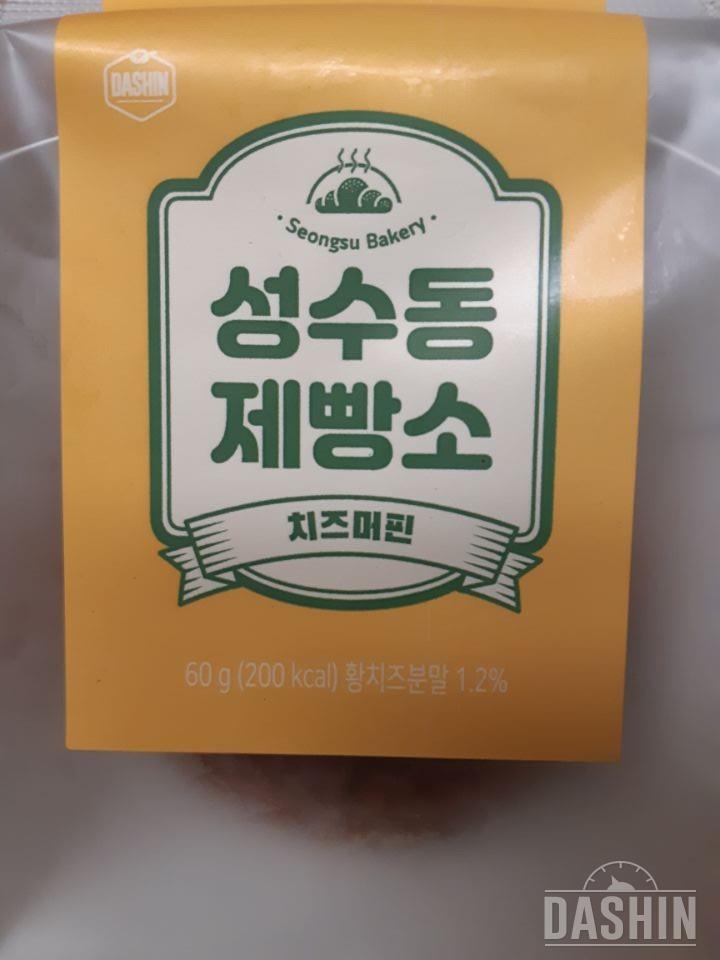 DASHIN
· Seongsu Bakery ·
성수동
제빵소
치즈머핀
60 g (200 kcal) 황치즈분말 1.2%
DASHIN